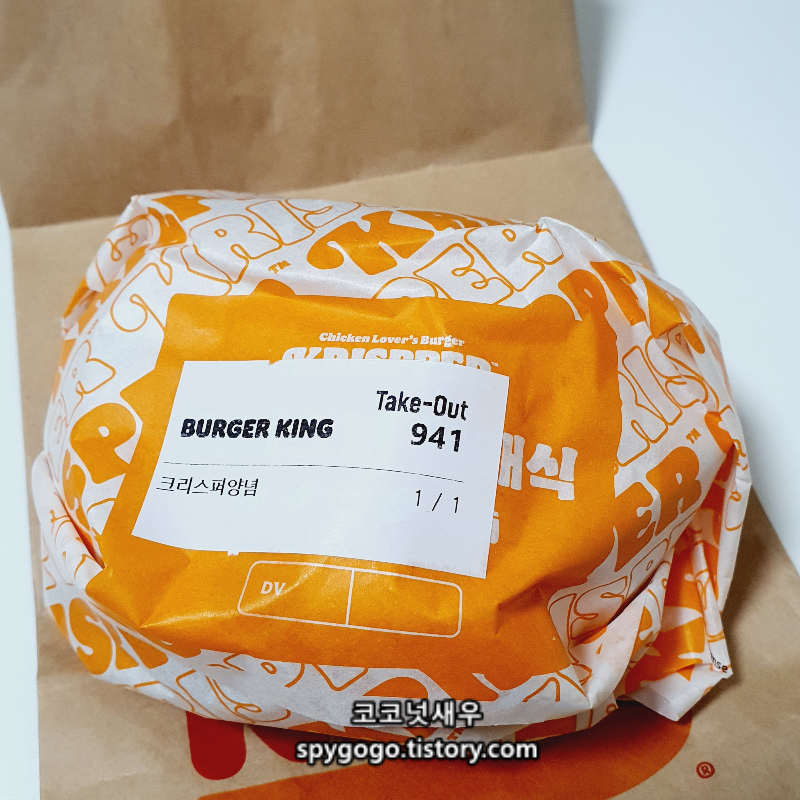 Chicken Lover's Burger
KRISPPER
Take-Out
BURGER KING
941
크리스퍼양념
1 / 1
DV
코코넛새우
spygogo.tistory.com